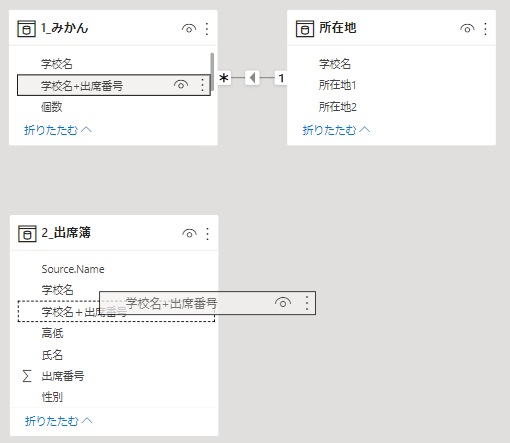 1_みかん
学校名
学校名+出席番号
個数
折りたたむ
* 1
所在地
学校名
所在地1
所在地2
折りたたむ
2_出席簿
Source.Name
学校名
学校名＋出席番号
学校名+出席番号
高低
氏名
∑ 出席番号
性別
折りたたむ